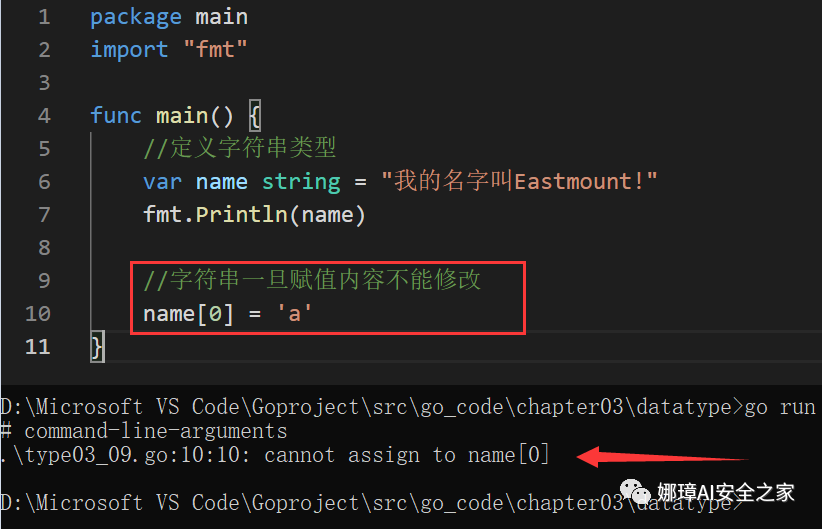 1 package main
2 import "fmt"
3
4 func main() {
5 //定义字符串类型
6 var name string = "我的名字叫Eastmount!"
7 fmt.Println(name)
8
9 //字符串一旦赋值内容不能修改
10 name[0] = 'a'
11 }
D:\Microsoft VS Code\Goproject\src\go_code\chapter03\datatype>go run
# command-line-arguments
.\type03_09.go:10:10: cannot assign to name[0]
D:\Microsoft VS Code\Goproject\src\go_code\chapter03\datatype>
娜璋AI安全之家